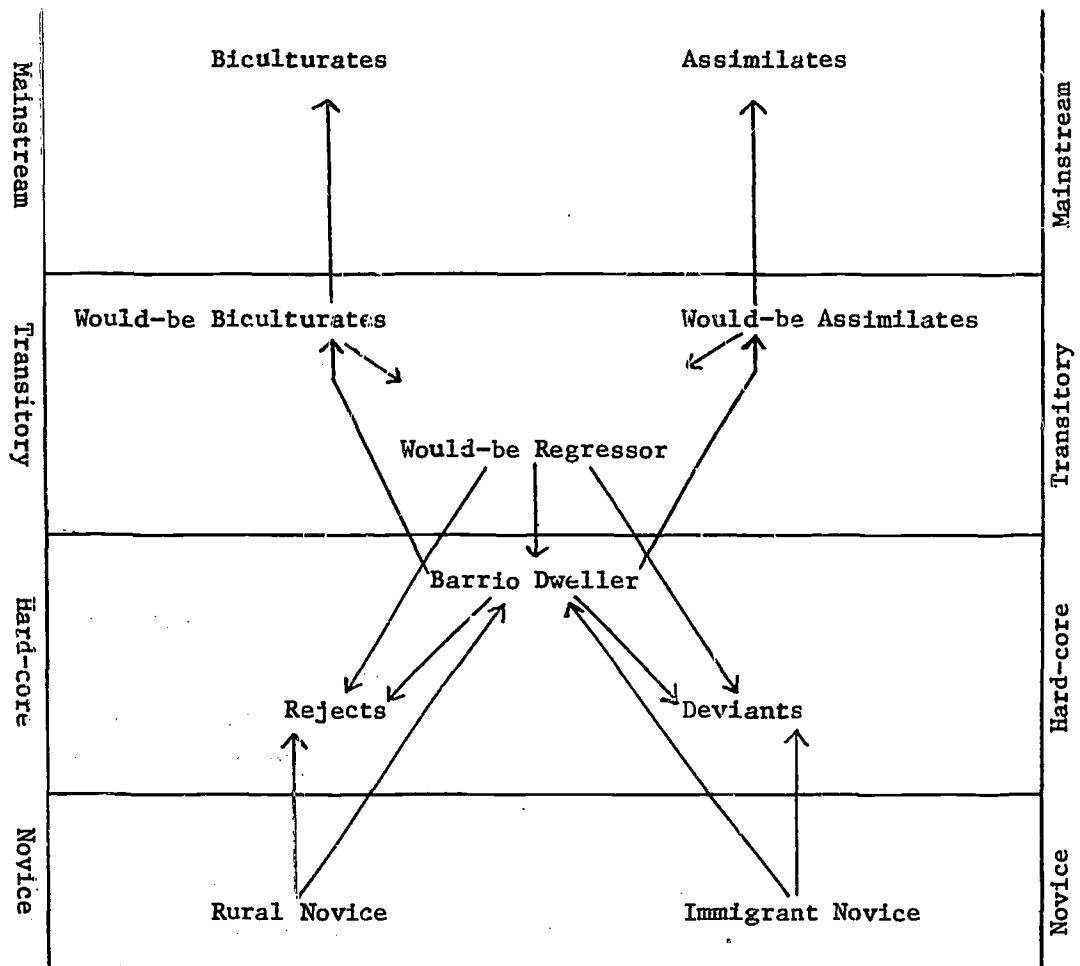 Mainstream
Biculturates
Assimilates
Mainstream
Transitory
Would-be Biculturates
Would-be Assimilates
Would-be Regressor
Transitory
Hard-core
Barrio Dweller
Rejects
Deviants
Hard-core
Novice
Rural Novice
Immigrant Novice
Novice